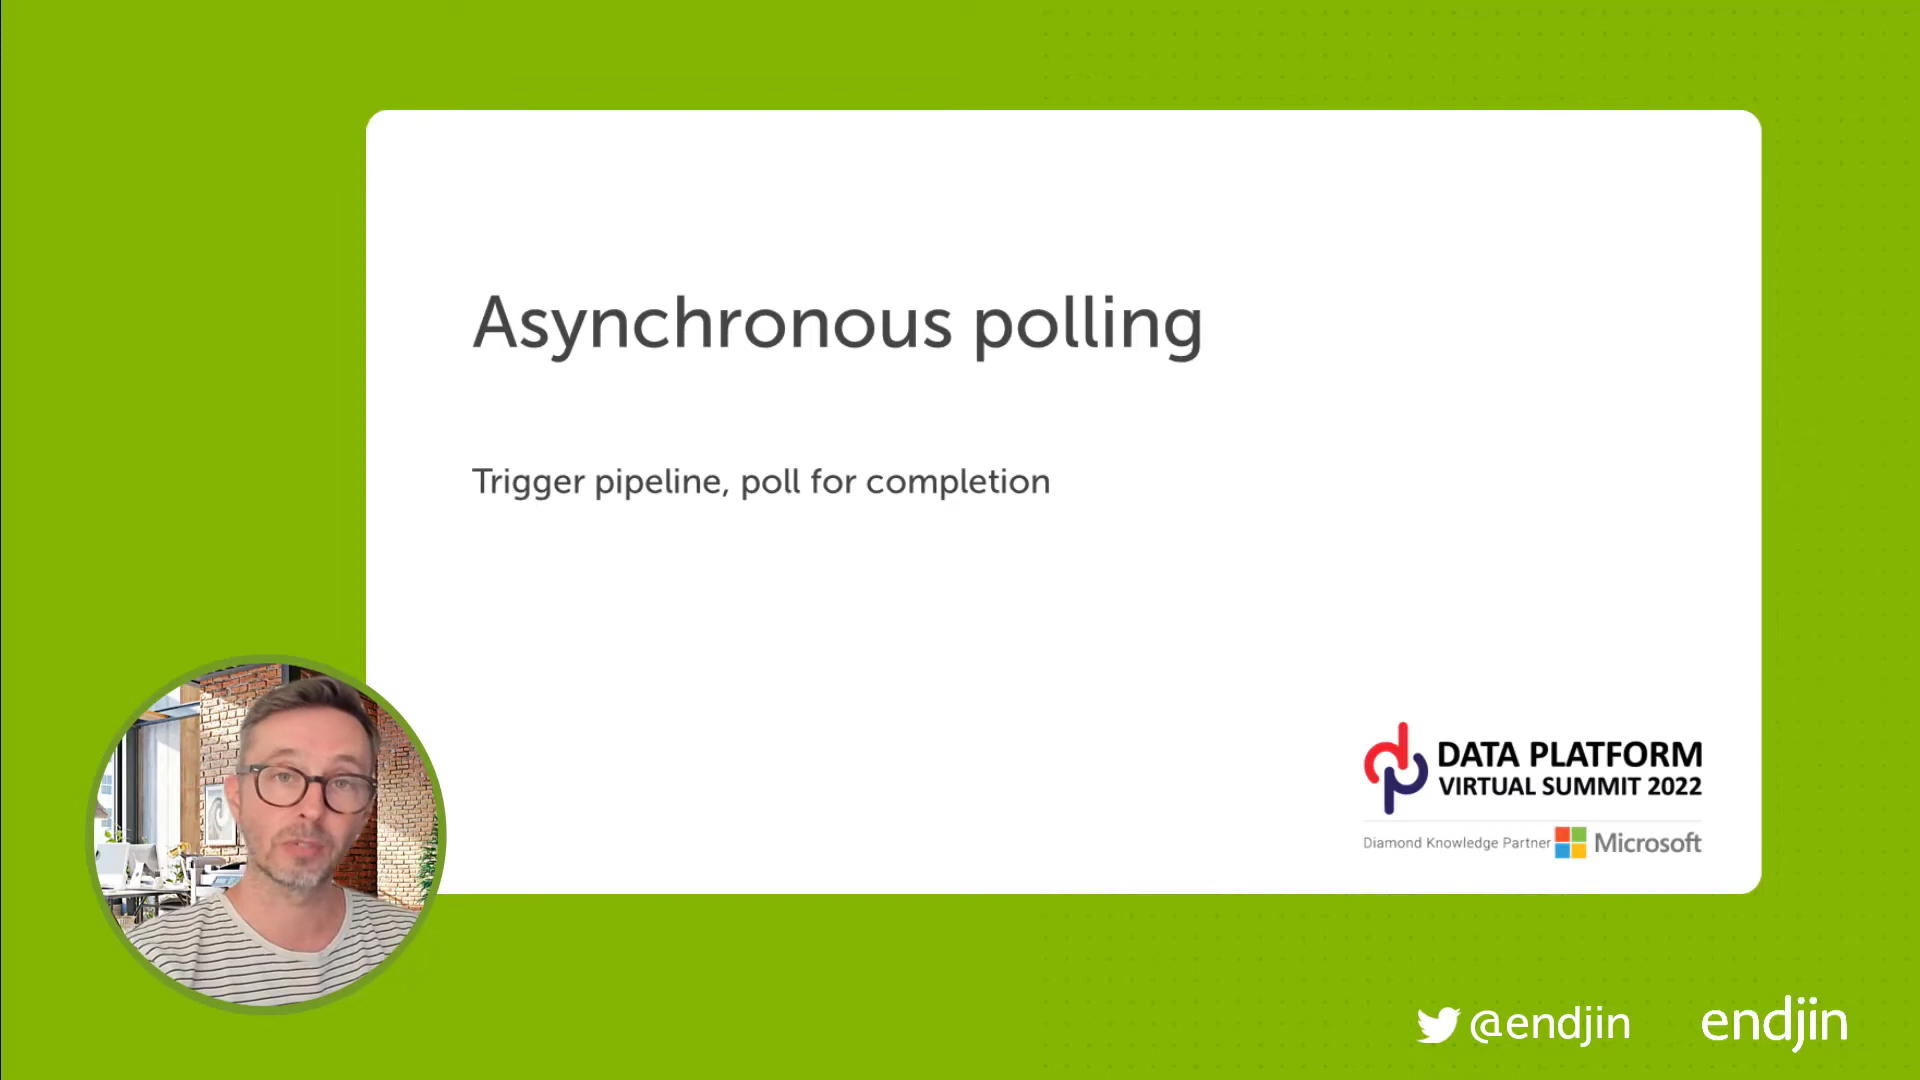 Asynchronous polling
Trigger pipeline, poll for completion
DATA PLATFORM
VIRTUAL SUMMIT 2022
Diamond Knowledge Partner Microsoft
@endjin endjin